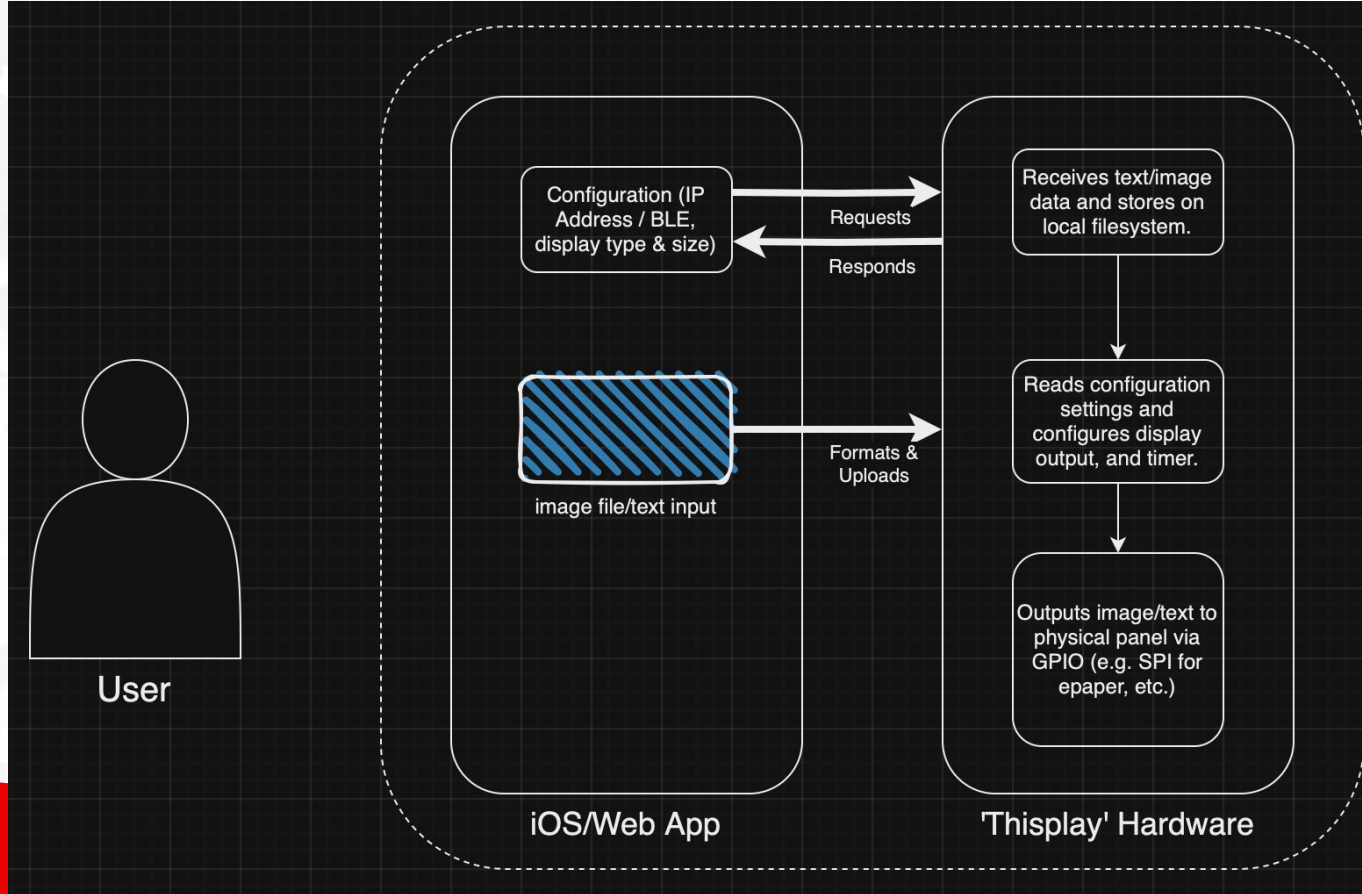 Configuration (IP
Address / BLE,
display type & size)
Requests
Responds
image file/text input
Formats &
Uploads
Receives text/image
data and stores on
local filesystem.
Reads configuration
settings and
configures display
output, and timer.
Outputs image/text to
physical panel via
GPIO (e.g. SPI for
epaper, etc.)
User
iOS/Web App
'Thisplay' Hardware